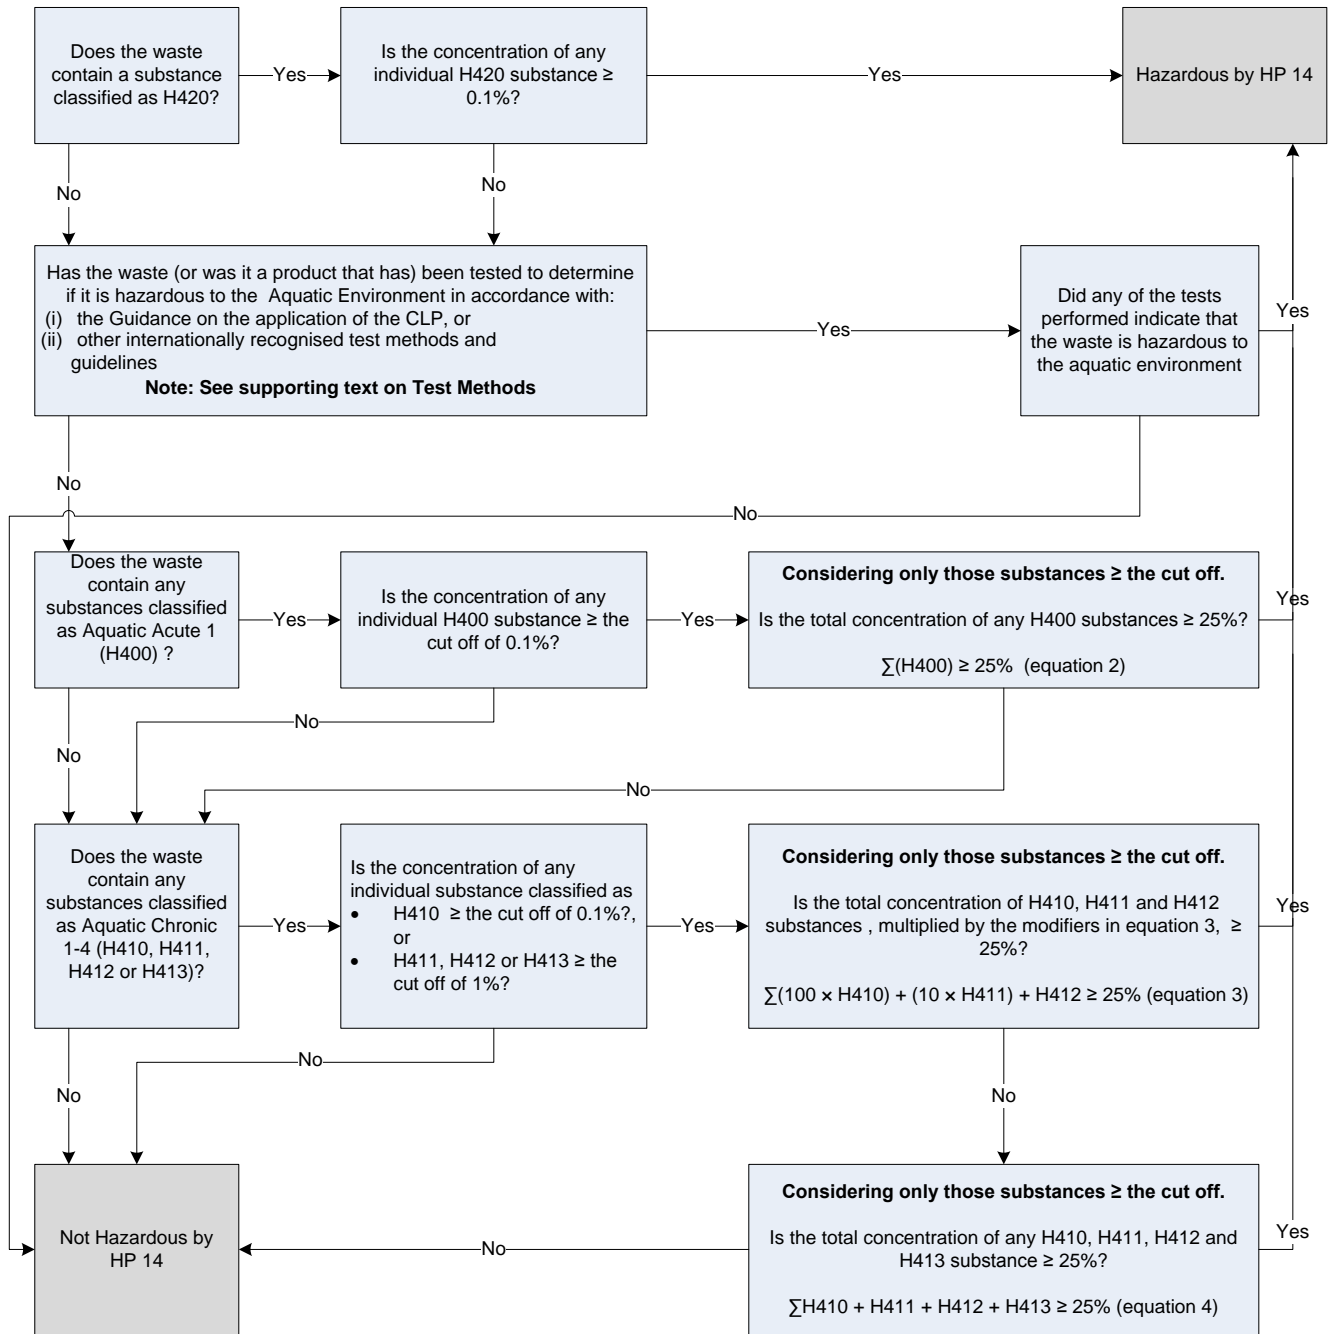 Does the waste
contain a substance
classified as H420?
Yes
Is the concentration of any
individual H420 substance ≥
0.1%?
Yes
Hazardous by HP 14
No
No
Has the waste (or was it a product that has) been tested to determine
if it is hazardous to the Aquatic Environment in accordance with:
(i) the Guidance on the application of the CLP, or
(ii) other internationally recognised test methods and
guidelines
Note: See supporting text on Test Methods
Yes
Did any of the tests
performed indicate that
the waste is hazardous to
the aquatic environment
Yes
No
No
Does the waste
contain any
substances classified
as Aquatic Acute 1
(H400) ?
Yes
Is the concentration of any
individual H400 substance ≥ the
cut off of 0.1%?
Yes
Considering only those substances ≥ the cut off.
Is the total concentration of any H400 substances ≥ 25%?
∑(H400) ≥ 25% (equation 2)
Yes
No
No
No
Does the waste
contain any
substances classified
as Aquatic Chronic
1-4 (H410, H411,
H412 or H413)?
Yes
Is the concentration of any
individual substance classified as
• H410 ≥ the cut off of 0.1%?,
or
• H411, H412 or H413 ≥ the
cut off of 1%?
Yes
Considering only those substances ≥ the cut off.
Is the total concentration of H410, H411 and H412
substances , multiplied by the modifiers in equation 3, ≥
25%?
∑(100 × H410) + (10 × H411) + H412 ≥ 25% (equation 3)
Yes
No
No
No
Not Hazardous by
HP 14
No
Considering only those substances ≥ the cut off.
Is the total concentration of any H410, H411, H412 and
H413 substance ≥ 25%?
∑H410 + H411 + H412 + H413 ≥ 25% (equation 4)
Yes